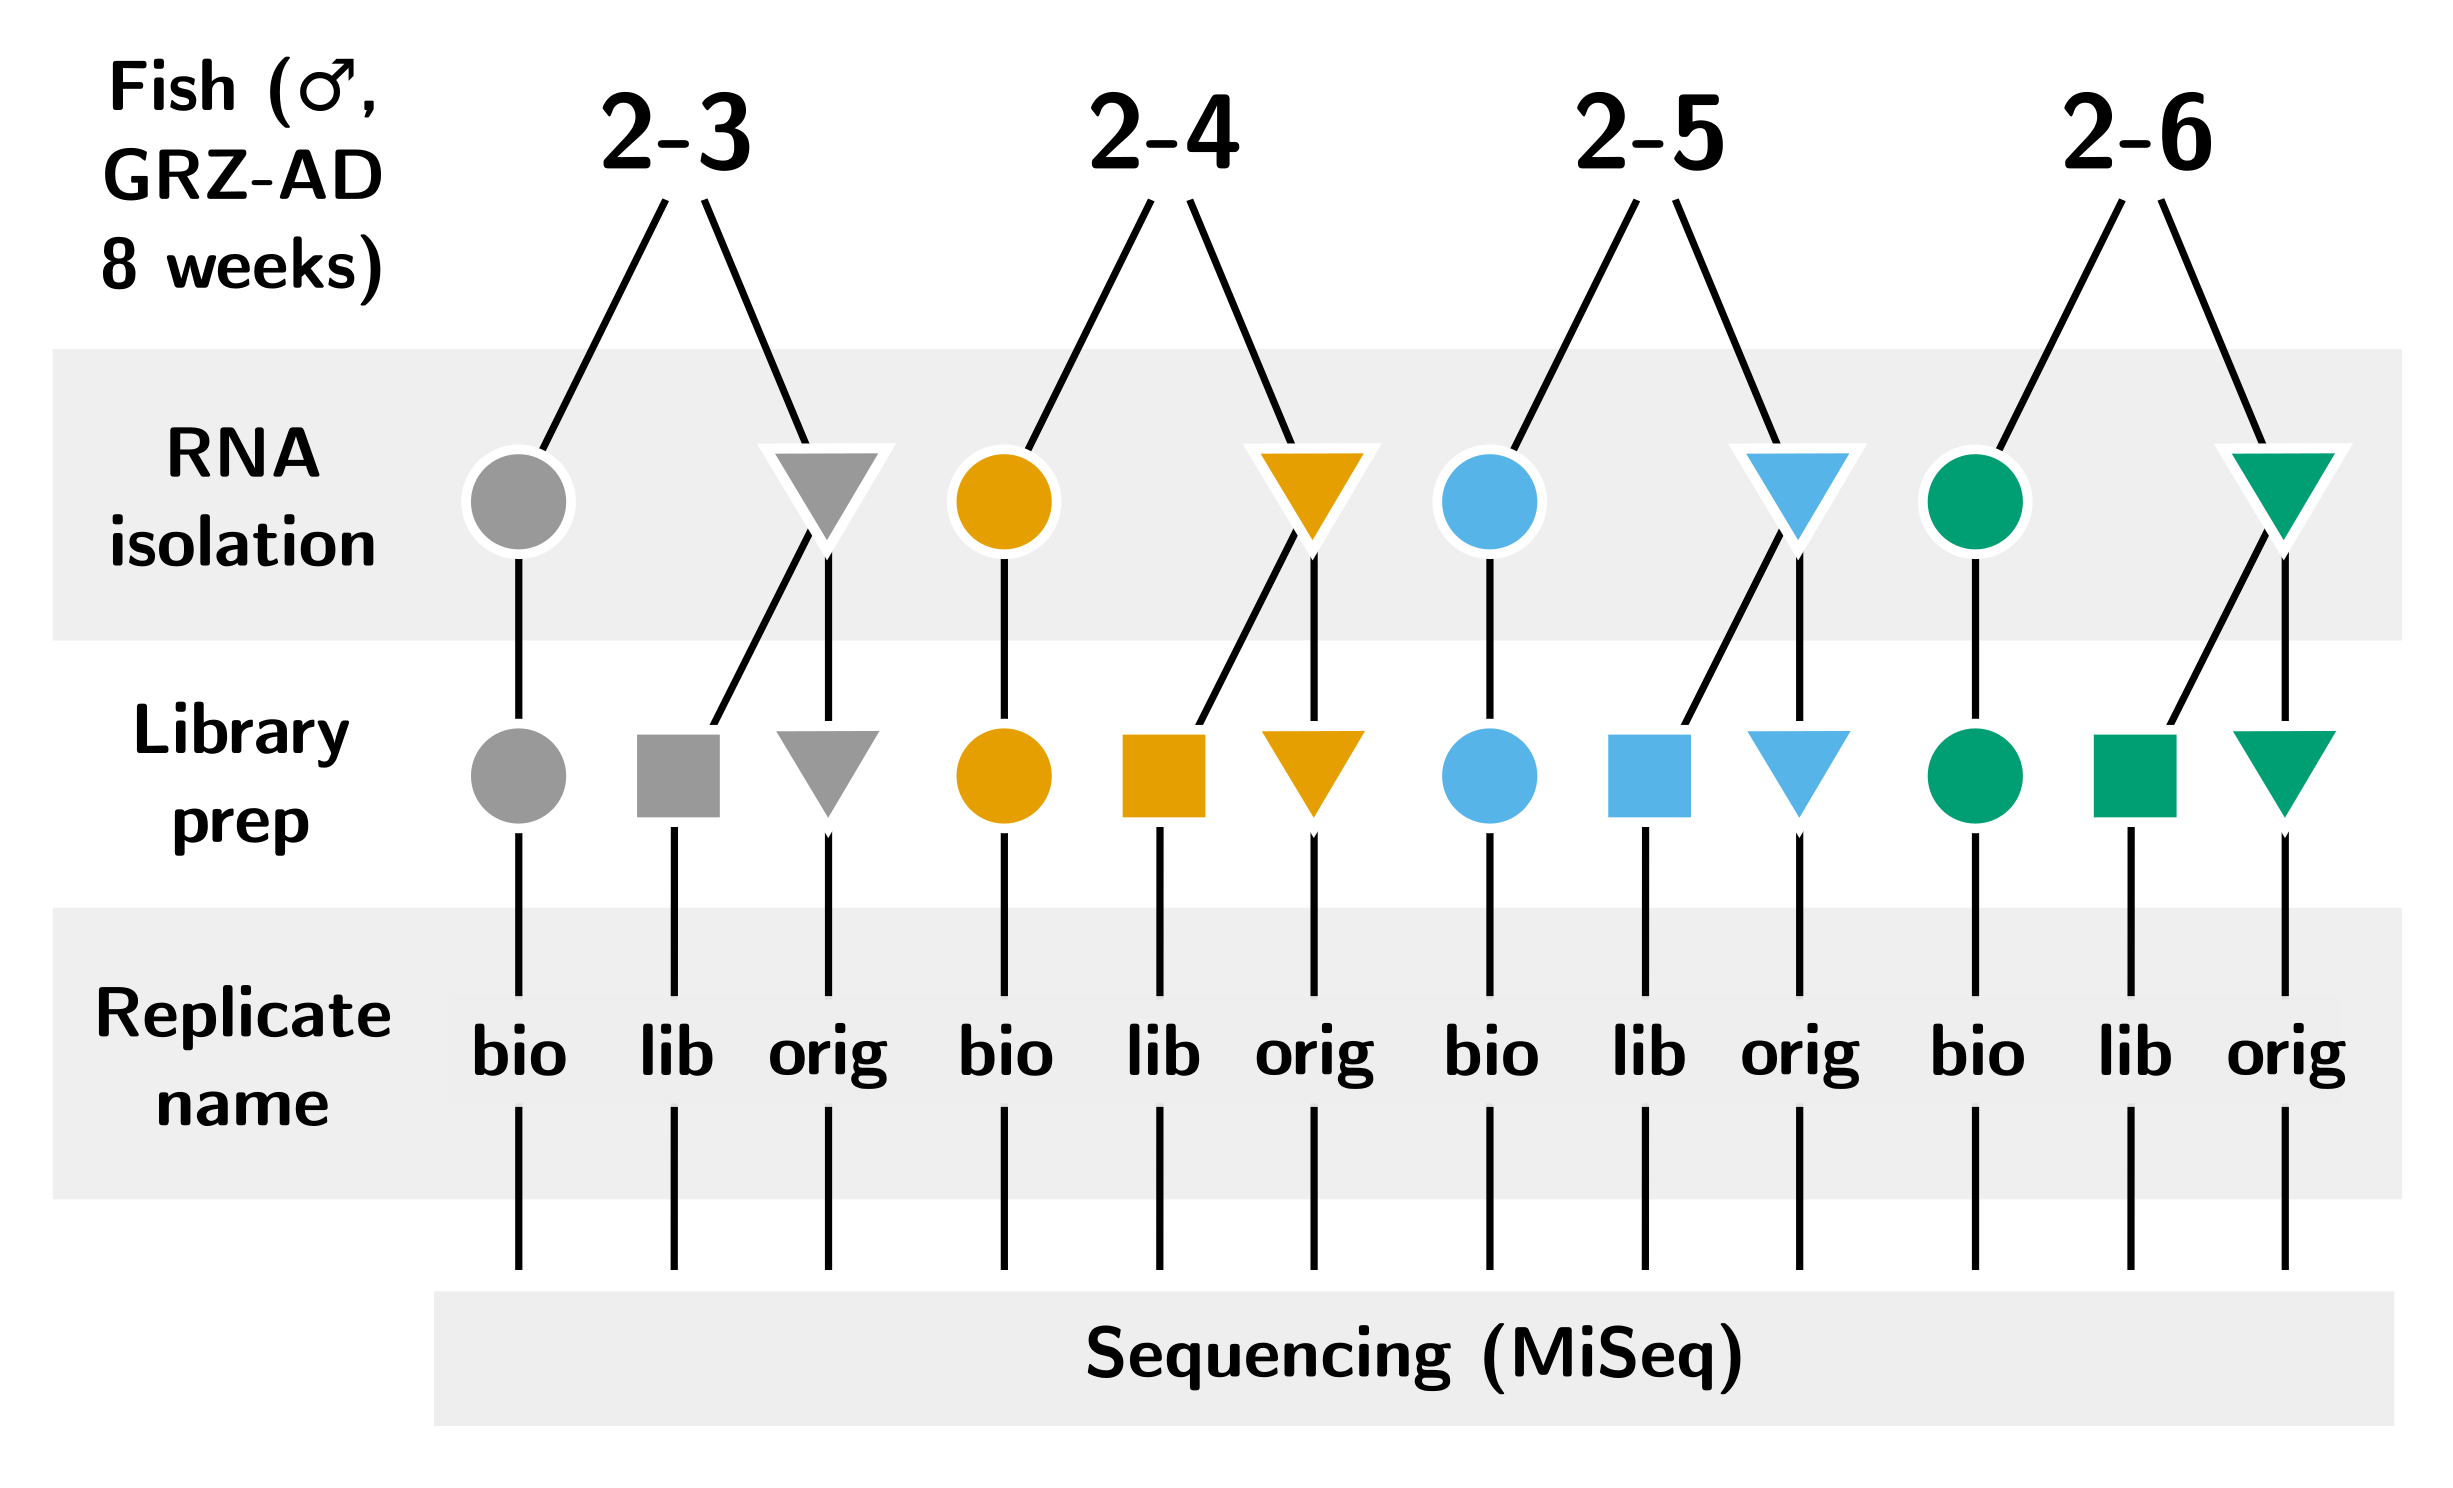 Fish (♂,
GRZ-AD
8 weeks)
2-3 2-4 2-5 2-6
RNA
isolation
Library
prep
Replicate
name
bio lib orig bio lib orig bio lib orig bio lib orig
Sequencing (MiSeq)